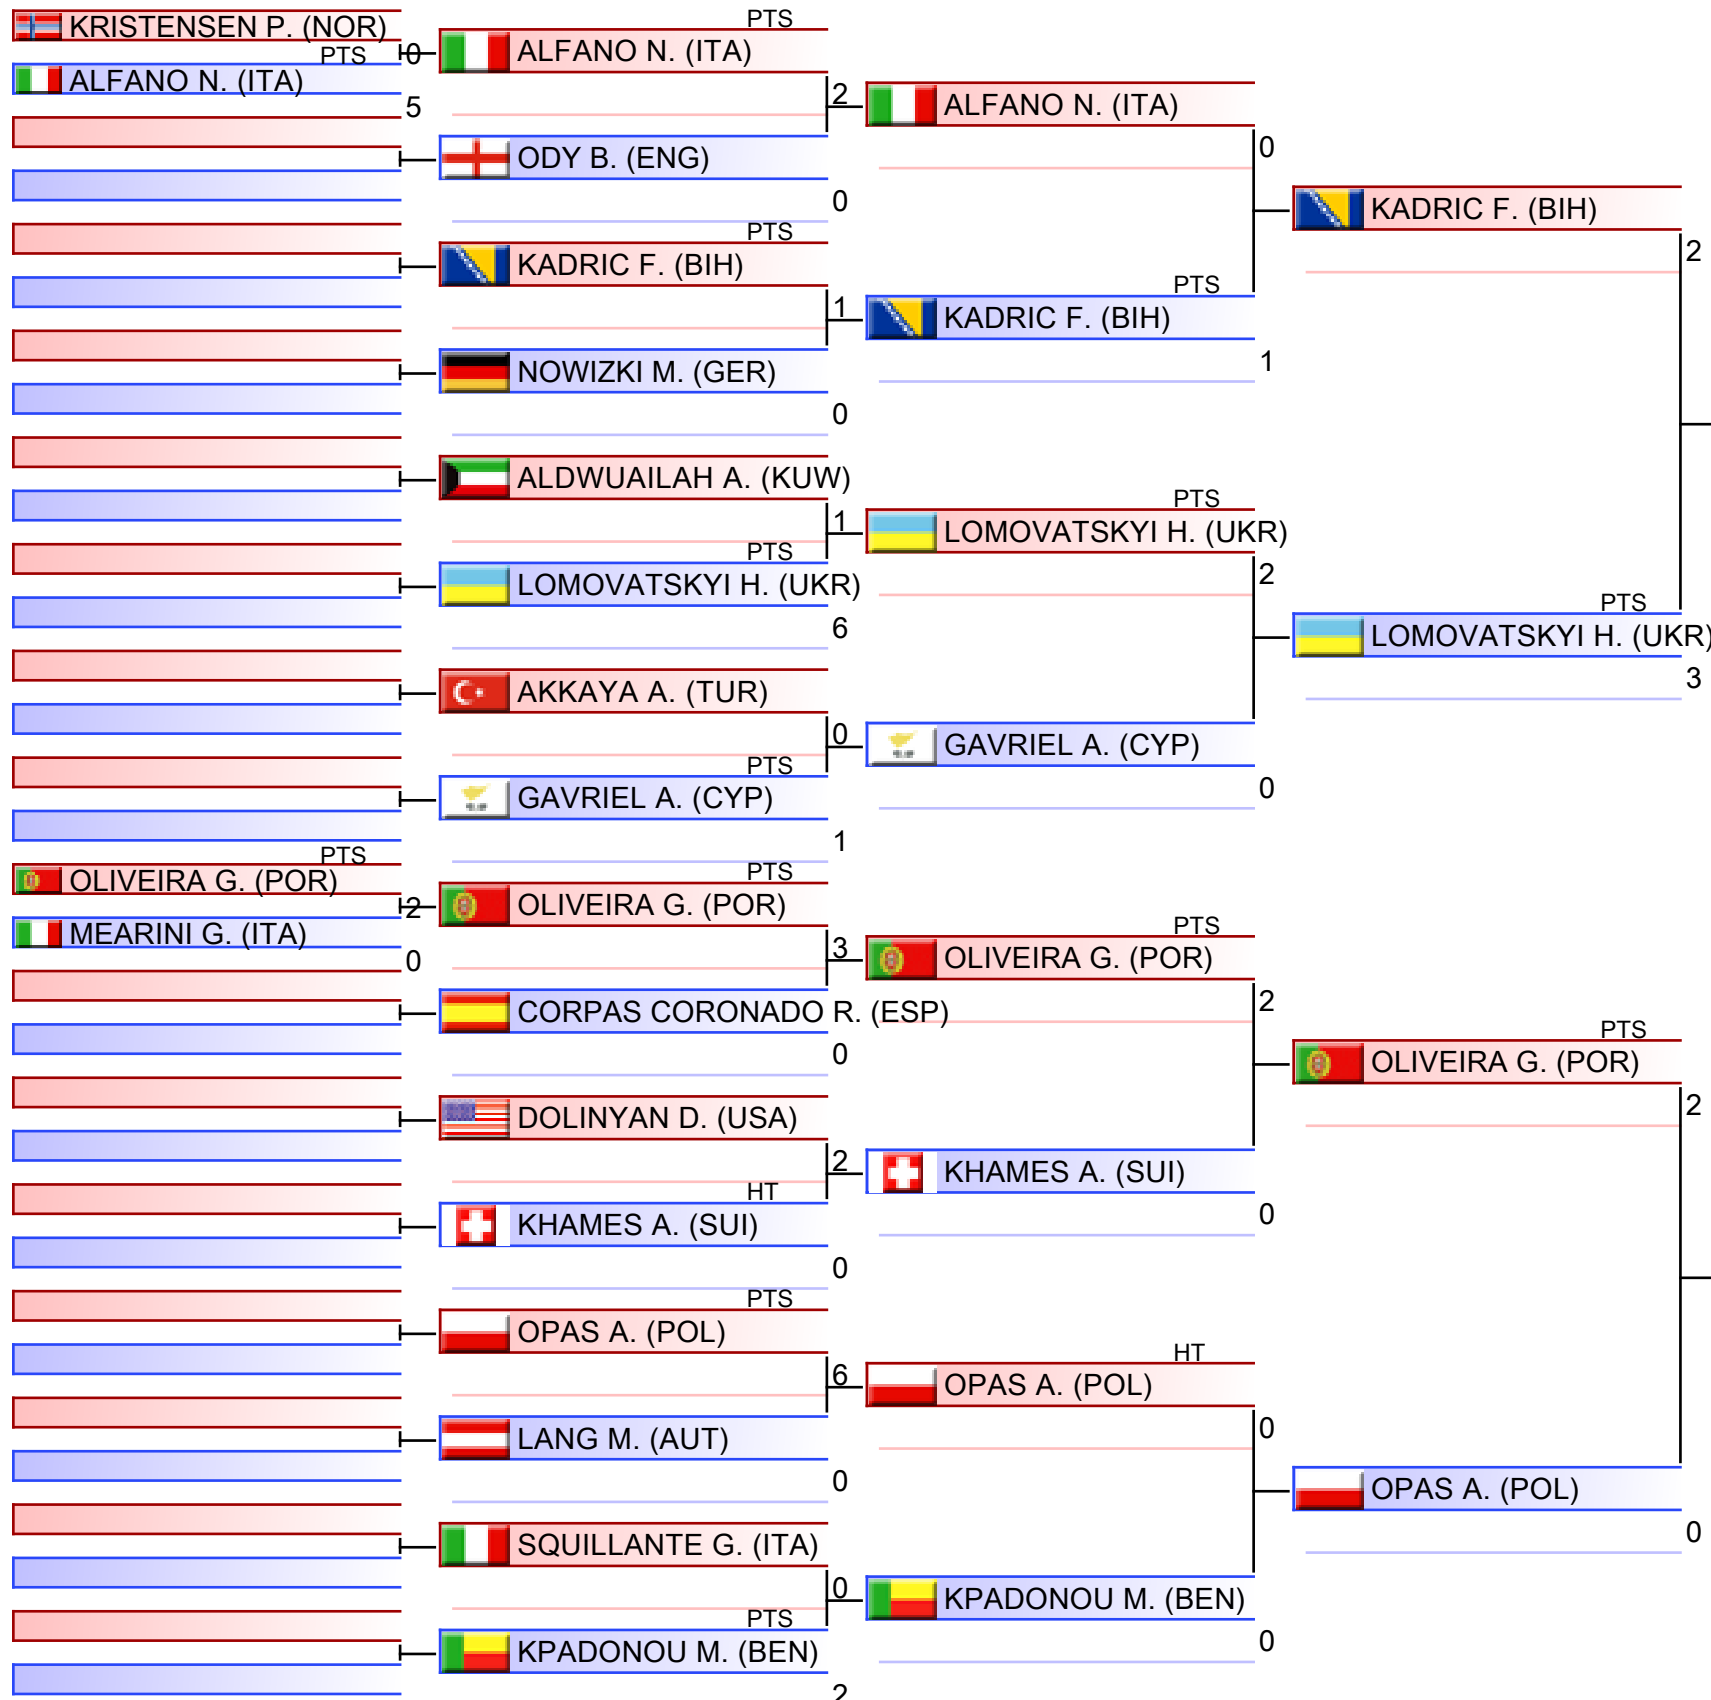 KRISTENSEN P. (NOR)
0
PTS
ALFANO N. (ITA)
5
PTS
OLIVEIRA G. (POR)
2
MEARINI G. (ITA)
0
PTS
ALFANO N. (ITA)
2
ODY B. (ENG)
0
PTS
KADRIC F. (BIH)
1
NOWIZKI M. (GER)
0
ALDWUAILAH A. (KUW)
1
PTS
LOMOVATSKYI H. (UKR)
6
AKKAYA A. (TUR)
0
PTS
GAVRIEL A. (CYP)
1
PTS
OLIVEIRA G. (POR)
3
CORPAS CORONADO R. (ESP)
0
DOLINYAN D. (USA)
2
HT
KHAMES A. (SUI)
0
PTS
OPAS A. (POL)
6
LANG M. (AUT)
0
SQUILLANTE G. (ITA)
0
PTS
KPADONOU M. (BEN)
2
ALFANO N. (ITA)
0
PTS
KADRIC F. (BIH)
1
PTS
LOMOVATSKYI H. (UKR)
2
GAVRIEL A. (CYP)
0
PTS
OLIVEIRA G. (POR)
2
KHAMES A. (SUI)
0
HT
OPAS A. (POL)
0
KPADONOU M. (BEN)
0
KADRIC F. (BIH)
2
PTS
LOMOVATSKYI H. (UKR)
3
PTS
OLIVEIRA G. (POR)
2
OPAS A. (POL)
0